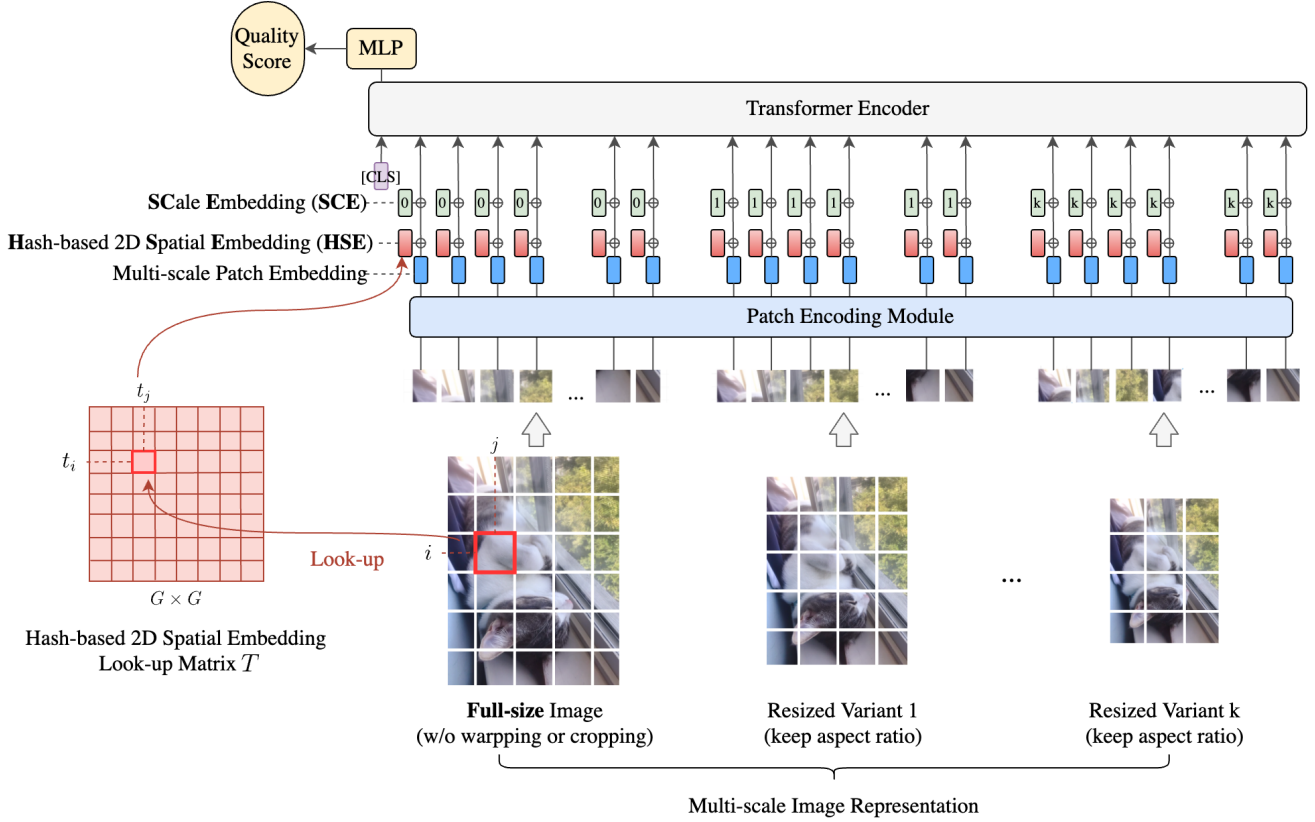 Quality
Score
MLP
Transformer Encoder
[CLS]
SCale Embedding (SCE)
0 0 0 0 0 0 1 1 1 1 1 1 k k k k k k
Hash-based 2D Spatial Embedding (HSE)
Multi-scale Patch Embedding
Patch Encoding Module
... ... ...
t_j
t_i
j
i
Look-up
G × G
...
Hash-based 2D Spatial Embedding
Look-up Matrix T
Full-size Image
(w/o warpping or cropping)
Resized Variant 1
(keep aspect ratio)
Resized Variant k
(keep aspect ratio)
Multi-scale Image Representation